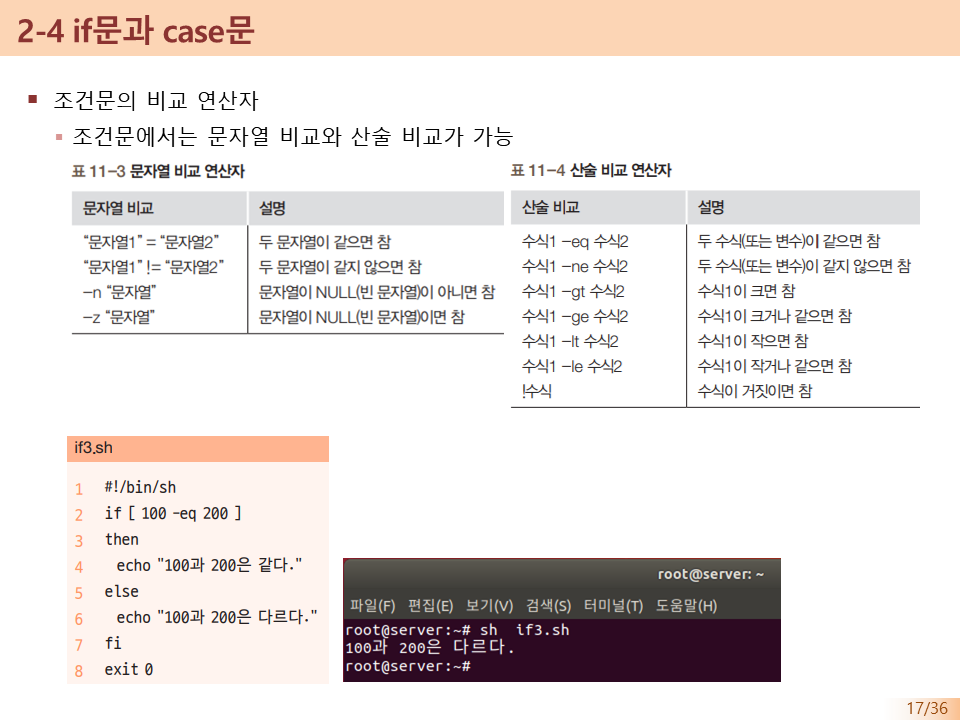 2-4 if문과 case문
조건문의 비교 연산자
조건문에서는 문자열 비교와 산술 비교가 가능
표 11-3 문자열 비교 연산자
문자열 비교 설명
“문자열1” = “문자열2” 두 문자열이 같으면 참
“문자열1” != “문자열2” 두 문자열이 같지 않으면 참
-n “문자열” 문자열이 NULL(빈 문자열)이 아니면 참
-z “문자열” 문자열이 NULL(빈 문자열)이면 참
표 11-4 산술 비교 연산자
산술 비교 설명
수식1 -eq 수식2 두 수식(또는 변수)이 같으면 참
수식1 -ne 수식2 두 수식(또는 변수)이 같지 않으면 참
수식1 -gt 수식2 수식1이 크면 참
수식1 -ge 수식2 수식1이 크거나 같으면 참
수식1 -lt 수식2 수식1이 작으면 참
수식1 -le 수식2 수식1이 작거나 같으면 참
!수식 수식이 거짓이면 참
if3.sh
1 #!/bin/sh
2 if [ 100 -eq 200 ]
3 then
4 echo "100과 200은 같다."
5 else
6 echo "100과 200은 다르다."
7 fi
8 exit 0
root@server: ~
파일(F) 편집(E) 보기(V) 검색(S) 터미널(T) 도움말(H)
root@server:~# sh  if3.sh
100과 200은 다르다.
root@server:~#
17/36